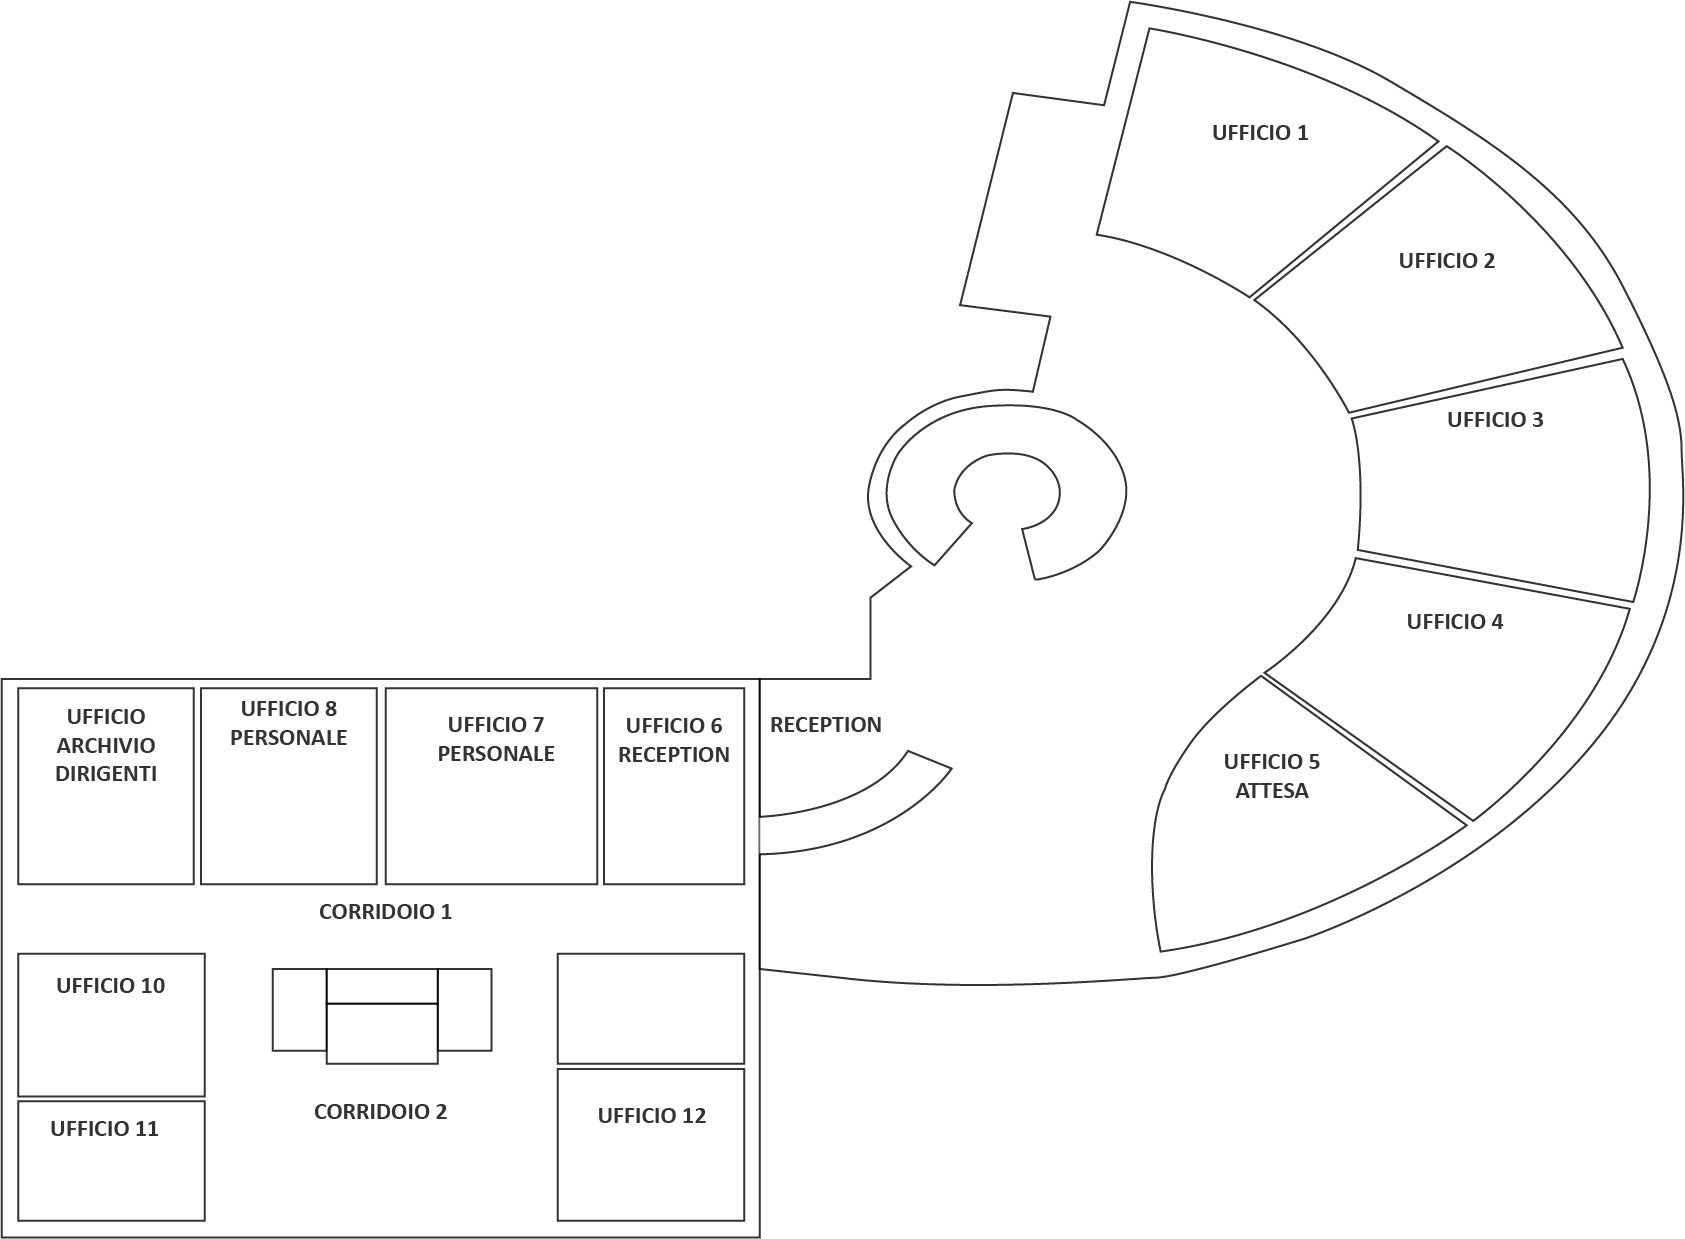 UFFICIO 1
UFFICIO 2
UFFICIO 3
UFFICIO 4
UFFICIO 5
ATTESA
UFFICIO
ARCHIVIO
DIRIGENTI
UFFICIO 8
PERSONALE
UFFICIO 7
PERSONALE
UFFICIO 6
RECEPTION
RECEPTION
CORRIDOIO 1
UFFICIO 10
UFFICIO 11
CORRIDOIO 2
UFFICIO 12